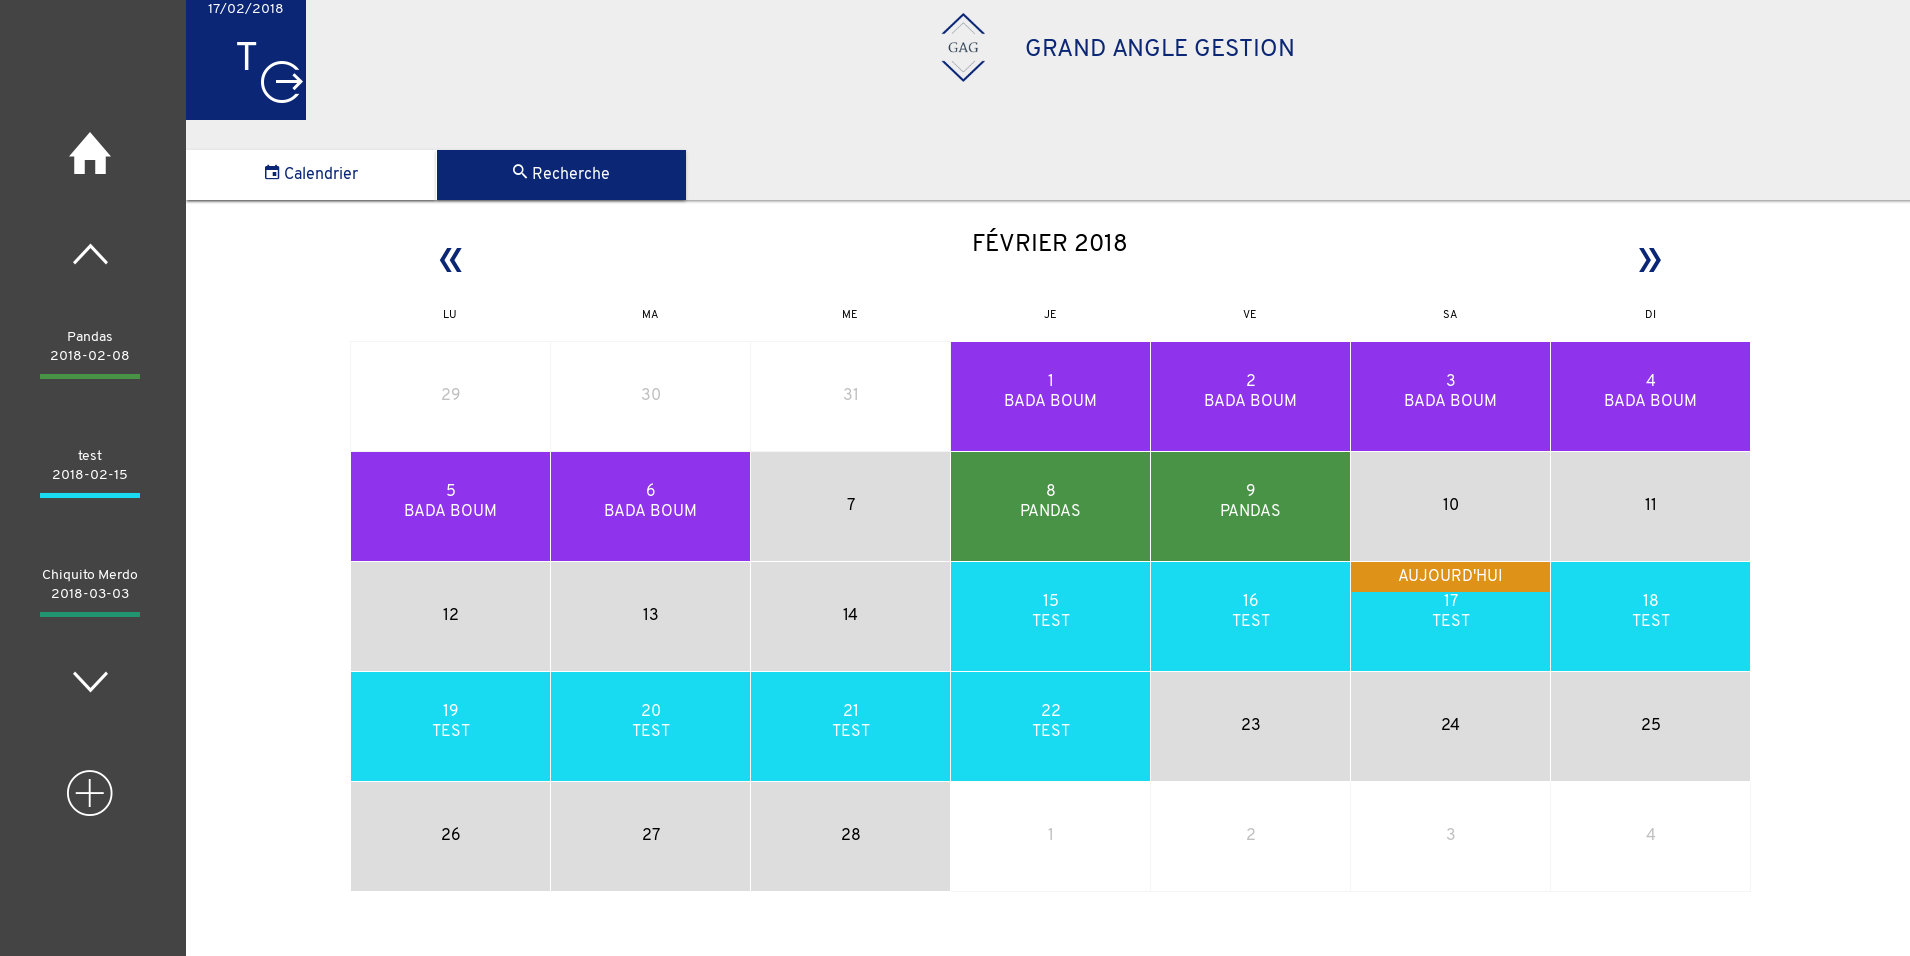 17/02/2018
T
GAG
GRAND ANGLE GESTION
Calendrier
Recherche
Pandas
2018-02-08
test
2018-02-15
Chiquito Merdo
2018-03-03
«
FÉVRIER 2018
»
LU MA ME JE VE SA DI
29 30 31 1 2 3 4
BADA BOUM BADA BOUM BADA BOUM BADA BOUM
5 6 7 8 9 10 11
BADA BOUM BADA BOUM PANDAS PANDAS
AUJOURD'HUI
12 13 14 15 16 17 18
TEST TEST TEST TEST
19 20 21 22 23 24 25
TEST TEST TEST TEST
26 27 28 1 2 3 4